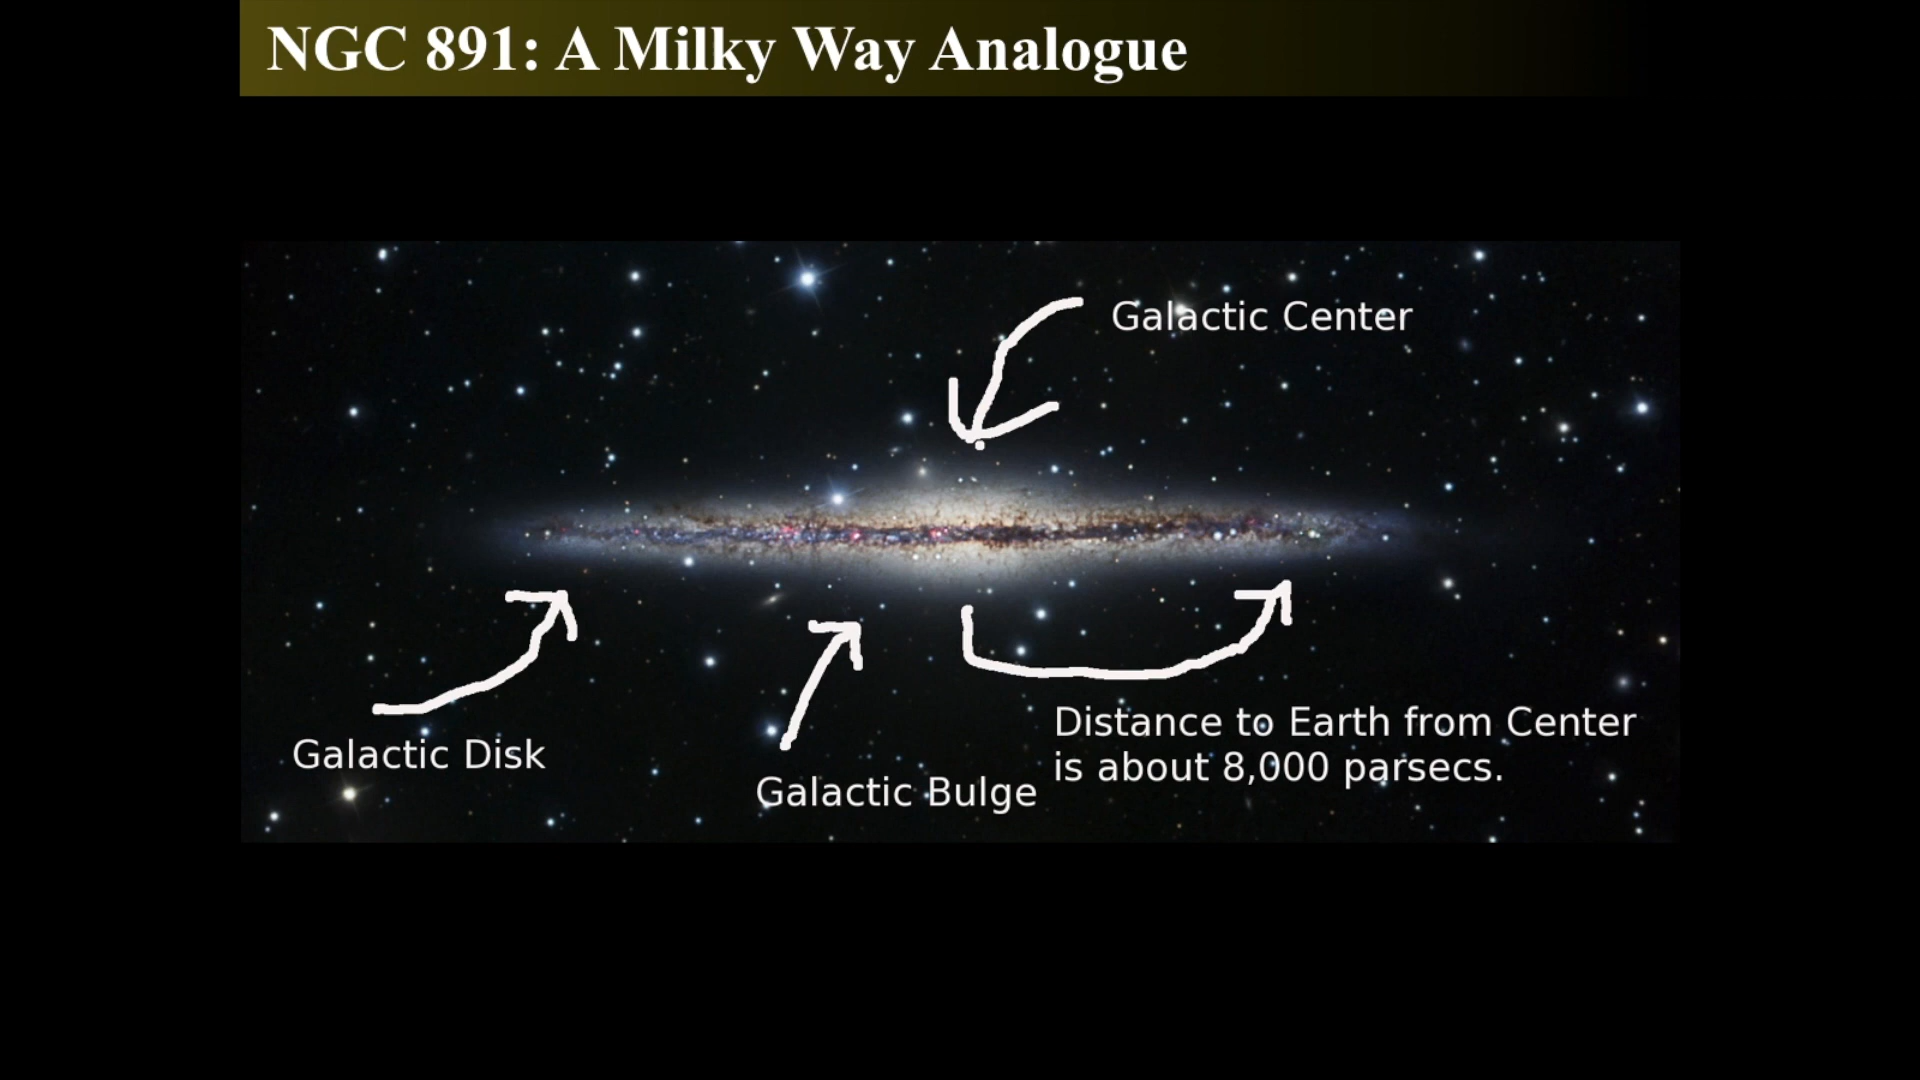 NGC 891: A Milky Way Analogue
Galactic Center
Galactic Disk
Galactic Bulge
Distance to Earth from Center
is about 8,000 parsecs.